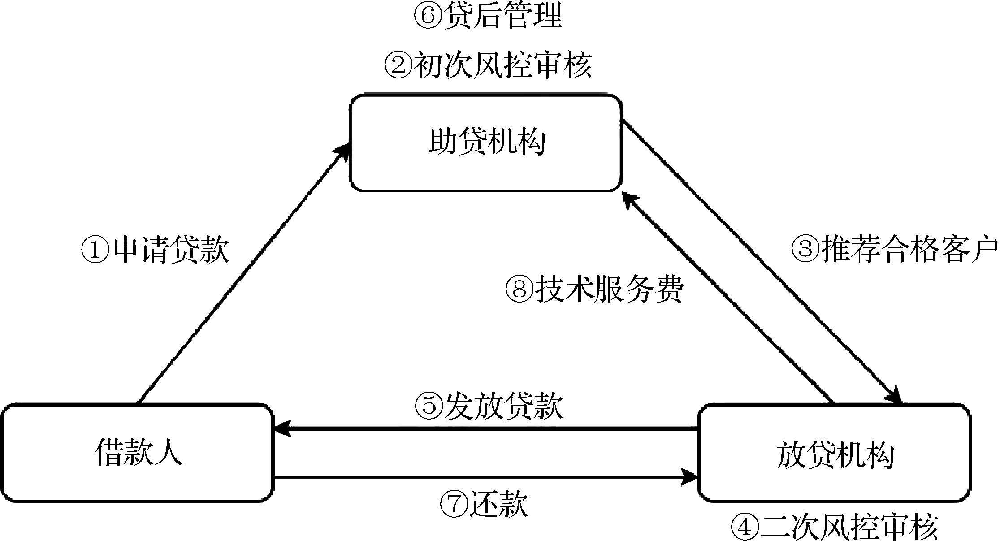 ⑥贷后管理
②初次风控审核
助贷机构
①申请贷款
③推荐合格客户
⑧技术服务费
⑤发放贷款
借款人
放贷机构
⑦还款
④二次风控审核